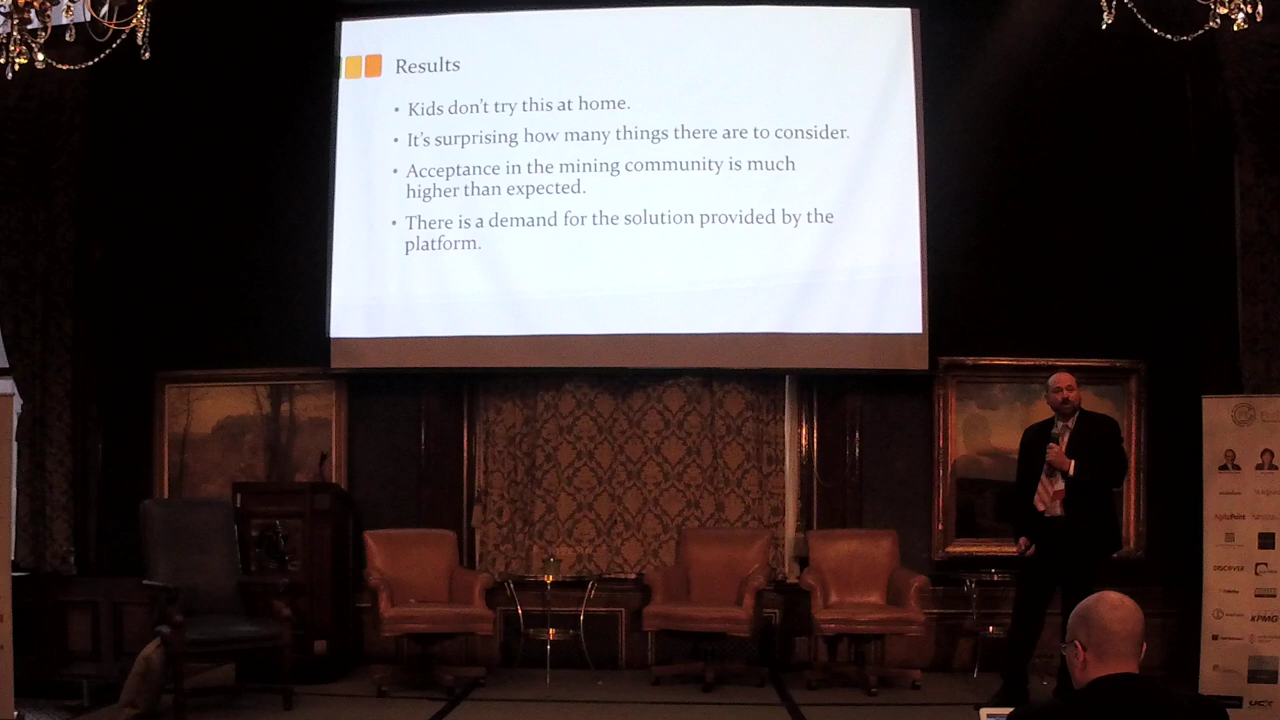 Results
• Kids don't try this at home.
• It's surprising how many things there are to consider.
• Acceptance in the mining community is much
higher than expected.
• There is a demand for the solution provided by the
platform.
DISCOVER
KPMG